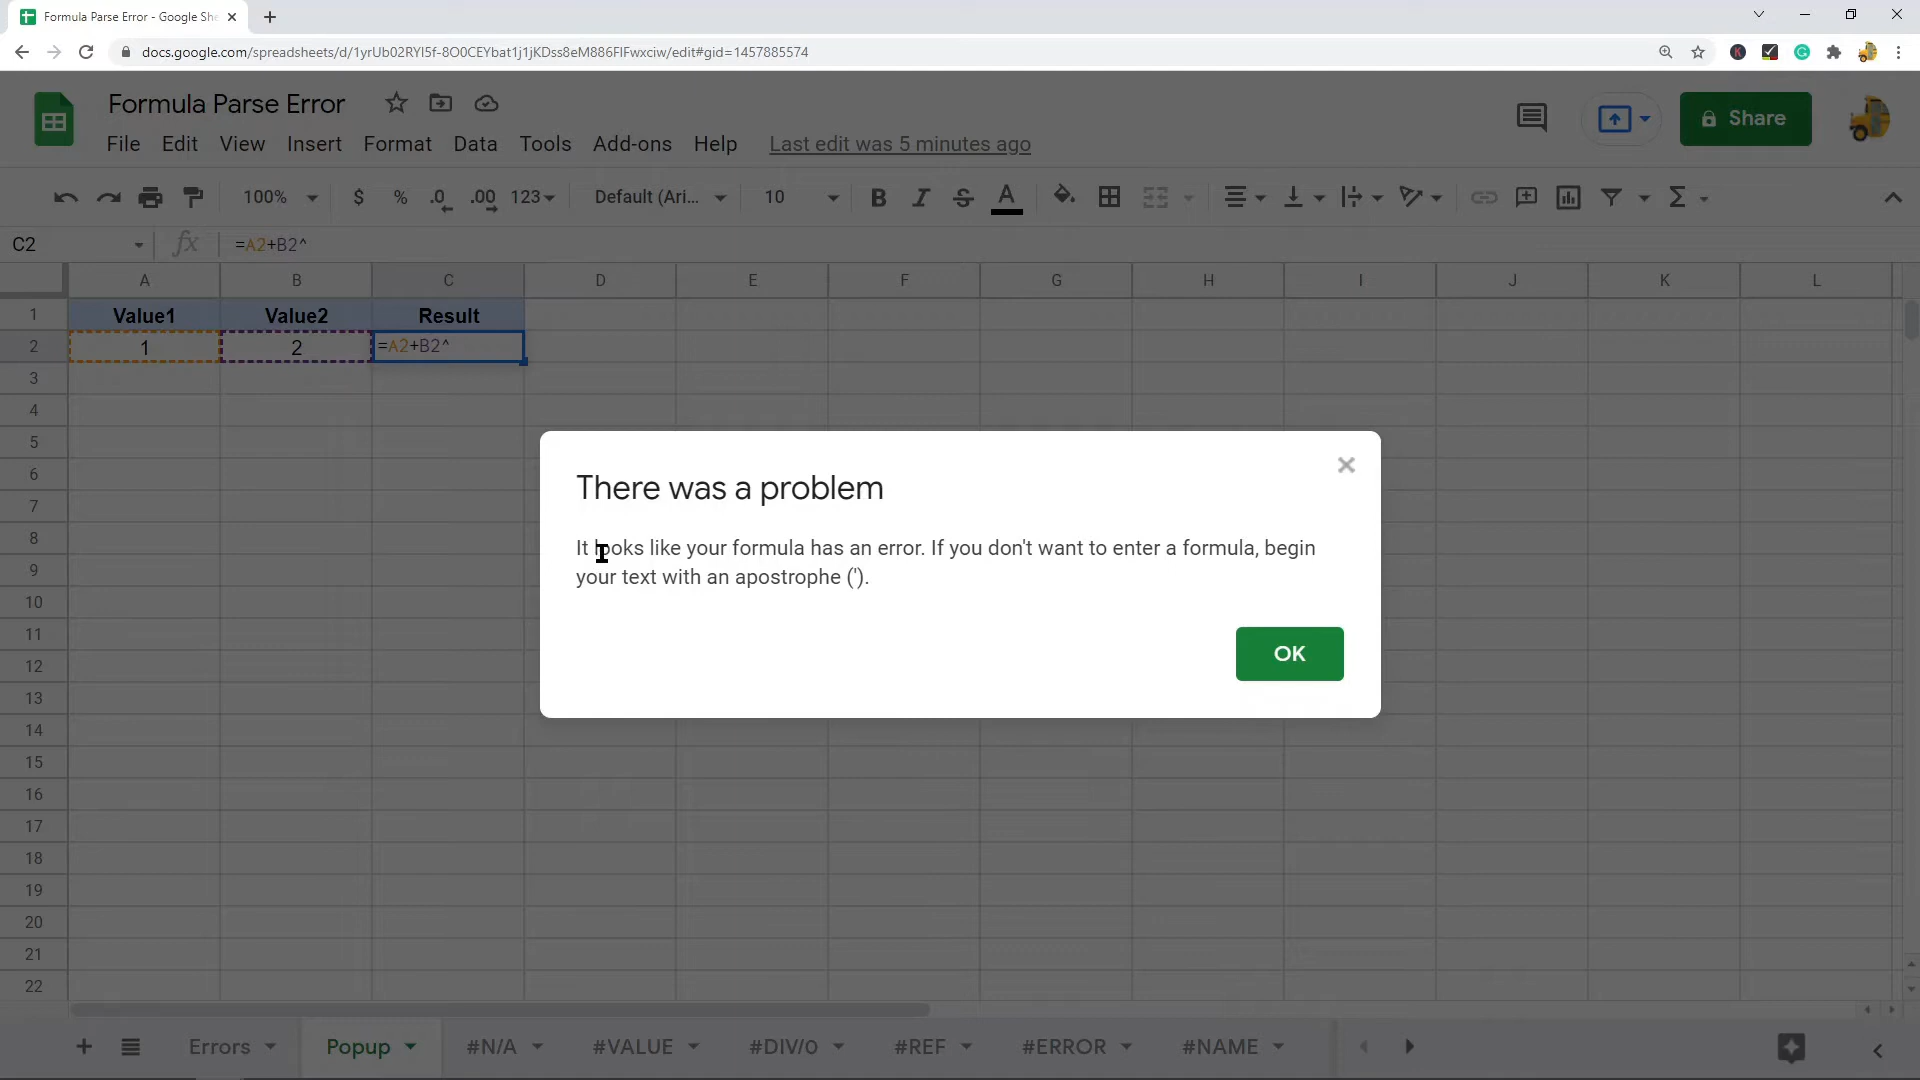 Formula Parse Error - Google She
docs.google.com/spreadsheets/d/1yrUb02RYI5f-8O0CEYbat1j1jKDss8eM886FlFwxciw/edit#gid=1457885574
Formula Parse Error
Share
File Edit View Insert Format Data Tools Add-ons Help Last edit was 5 minutes ago
100% $ % .0 .00 123 Default (Ari... 10 B I S A Σ
C2 fx =A2+B2^
A B C D E F G H I J K L
1 Value1 Value2 Result
2 1 2 =A2+B2^
3
4
5
6
7
8
9
10
11
12
13
14
15
16
17
18
19
20
21
22
There was a problem
It looks like your formula has an error. If you don't want to enter a formula, begin
your text with an apostrophe (').
OK
Errors Popup #N/A #VALUE #DIV/0 #REF #ERROR #NAME